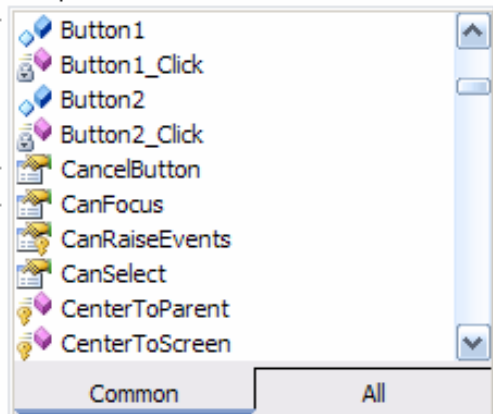 Button1
Button1_Click
Button2
Button2_Click
CancelButton
CanFocus
CanRaiseEvents
CanSelect
CenterToParent
CenterToScreen
Common All